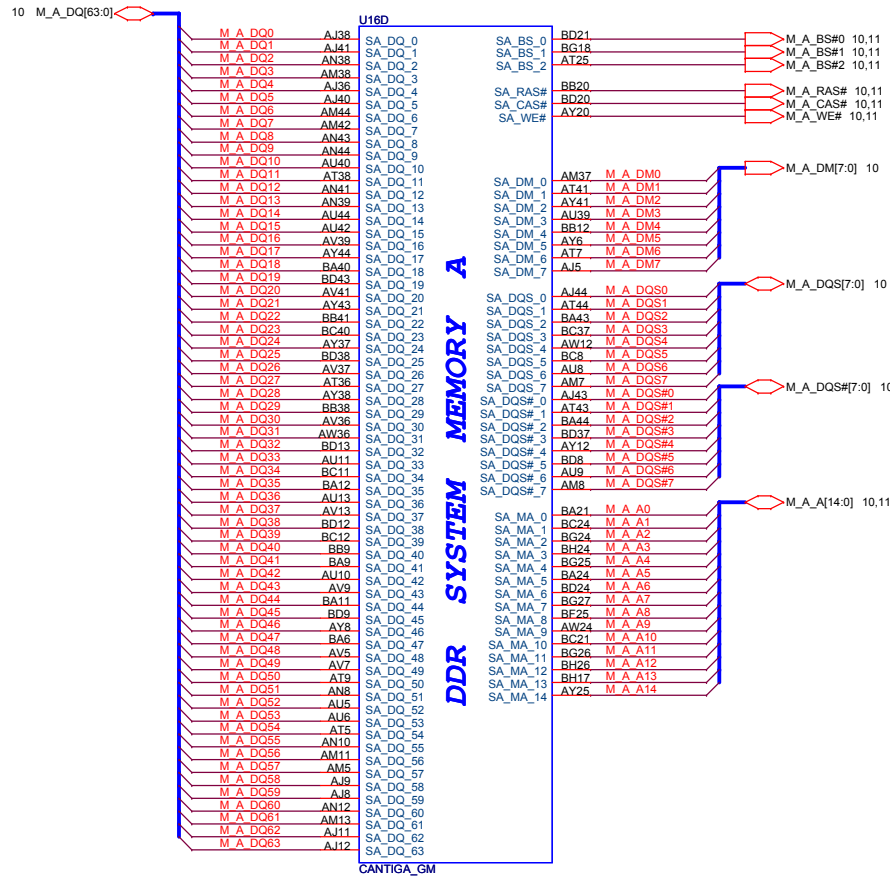 10 M_A_DQ[63:0]
U16D
M_A_DQ0 AJ38 SA_DQ_0
M_A_DQ1 AJ41 SA_DQ_1
M_A_DQ2 AN38 SA_DQ_2
M_A_DQ3 AM38 SA_DQ_3
M_A_DQ4 AJ36 SA_DQ_4
M_A_DQ5 AJ40 SA_DQ_5
M_A_DQ6 AM44 SA_DQ_6
M_A_DQ7 AM42 SA_DQ_7
M_A_DQ8 AN43 SA_DQ_8
M_A_DQ9 AN44 SA_DQ_9
M_A_DQ10 AU40 SA_DQ_10
M_A_DQ11 AT38 SA_DQ_11
M_A_DQ12 AN41 SA_DQ_12
M_A_DQ13 AN39 SA_DQ_13
M_A_DQ14 AU44 SA_DQ_14
M_A_DQ15 AU42 SA_DQ_15
M_A_DQ16 AV39 SA_DQ_16
M_A_DQ17 AY44 SA_DQ_17
M_A_DQ18 BA40 SA_DQ_18
M_A_DQ19 BD43 SA_DQ_19
M_A_DQ20 AV41 SA_DQ_20
M_A_DQ21 AY43 SA_DQ_21
M_A_DQ22 BB41 SA_DQ_22
M_A_DQ23 BC40 SA_DQ_23
M_A_DQ24 AY37 SA_DQ_24
M_A_DQ25 BD38 SA_DQ_25
M_A_DQ26 AV37 SA_DQ_26
M_A_DQ27 AT36 SA_DQ_27
M_A_DQ28 AY38 SA_DQ_28
M_A_DQ29 BB38 SA_DQ_29
M_A_DQ30 AV36 SA_DQ_30
M_A_DQ31 AW36 SA_DQ_31
M_A_DQ32 BD13 SA_DQ_32
M_A_DQ33 AU11 SA_DQ_33
M_A_DQ34 BC11 SA_DQ_34
M_A_DQ35 BA12 SA_DQ_35
M_A_DQ36 AU13 SA_DQ_36
M_A_DQ37 AV13 SA_DQ_37
M_A_DQ38 BD12 SA_DQ_38
M_A_DQ39 BC12 SA_DQ_39
M_A_DQ40 BB9 SA_DQ_40
M_A_DQ41 BA9 SA_DQ_41
M_A_DQ42 AU10 SA_DQ_42
M_A_DQ43 AV9 SA_DQ_43
M_A_DQ44 BA11 SA_DQ_44
M_A_DQ45 BD9 SA_DQ_45
M_A_DQ46 AY8 SA_DQ_46
M_A_DQ47 BA6 SA_DQ_47
M_A_DQ48 AV5 SA_DQ_48
M_A_DQ49 AV7 SA_DQ_49
M_A_DQ50 AT9 SA_DQ_50
M_A_DQ51 AN8 SA_DQ_51
M_A_DQ52 AU5 SA_DQ_52
M_A_DQ53 AU6 SA_DQ_53
M_A_DQ54 AT5 SA_DQ_54
M_A_DQ55 AN10 SA_DQ_55
M_A_DQ56 AM11 SA_DQ_56
M_A_DQ57 AM5 SA_DQ_57
M_A_DQ58 AJ9 SA_DQ_58
M_A_DQ59 AJ8 SA_DQ_59
M_A_DQ60 AN12 SA_DQ_60
M_A_DQ61 AM13 SA_DQ_61
M_A_DQ62 AJ11 SA_DQ_62
M_A_DQ63 AJ12 SA_DQ_63
DDR SYSTEM MEMORY A
SA_BS_0 BD21 M_A_BS#0 10,11
SA_BS_1 BG18 M_A_BS#1 10,11
SA_BS_2 AT25 M_A_BS#2 10,11
SA_RAS# BB20 M_A_RAS# 10,11
SA_CAS# BD20 M_A_CAS# 10,11
SA_WE# AY20 M_A_WE# 10,11
M_A_DM[7:0] 10
SA_DM_0 AM37 M_A_DM0
SA_DM_1 AT41 M_A_DM1
SA_DM_2 AY41 M_A_DM2
SA_DM_3 AU39 M_A_DM3
SA_DM_4 BB12 M_A_DM4
SA_DM_5 AY6 M_A_DM5
SA_DM_6 AT7 M_A_DM6
SA_DM_7 AJ5 M_A_DM7
M_A_DQS[7:0] 10
SA_DQS_0 AJ44 M_A_DQS0
SA_DQS_1 AT44 M_A_DQS1
SA_DQS_2 BA43 M_A_DQS2
SA_DQS_3 BC37 M_A_DQS3
SA_DQS_4 AW12 M_A_DQS4
SA_DQS_5 BC8 M_A_DQS5
SA_DQS_6 AU8 M_A_DQS6
SA_DQS_7 AM7 M_A_DQS7
M_A_DQS#[7:0] 10
SA_DQS#_0 AJ43 M_A_DQS#0
SA_DQS#_1 AT43 M_A_DQS#1
SA_DQS#_2 BA44 M_A_DQS#2
SA_DQS#_3 BD37 M_A_DQS#3
SA_DQS#_4 AY12 M_A_DQS#4
SA_DQS#_5 BD8 M_A_DQS#5
SA_DQS#_6 AU9 M_A_DQS#6
SA_DQS#_7 AM8 M_A_DQS#7
M_A_A[14:0] 10,11
SA_MA_0 BA21 M_A_A0
SA_MA_1 BC24 M_A_A1
SA_MA_2 BG24 M_A_A2
SA_MA_3 BH24 M_A_A3
SA_MA_4 BG25 M_A_A4
SA_MA_5 BA24 M_A_A5
SA_MA_6 BD24 M_A_A6
SA_MA_7 BG27 M_A_A7
SA_MA_8 BF25 M_A_A8
SA_MA_9 AW24 M_A_A9
SA_MA_10 BC21 M_A_A10
SA_MA_11 BG26 M_A_A11
SA_MA_12 BH26 M_A_A12
SA_MA_13 BH17 M_A_A13
SA_MA_14 AY25 M_A_A14
CANTIGA_GM